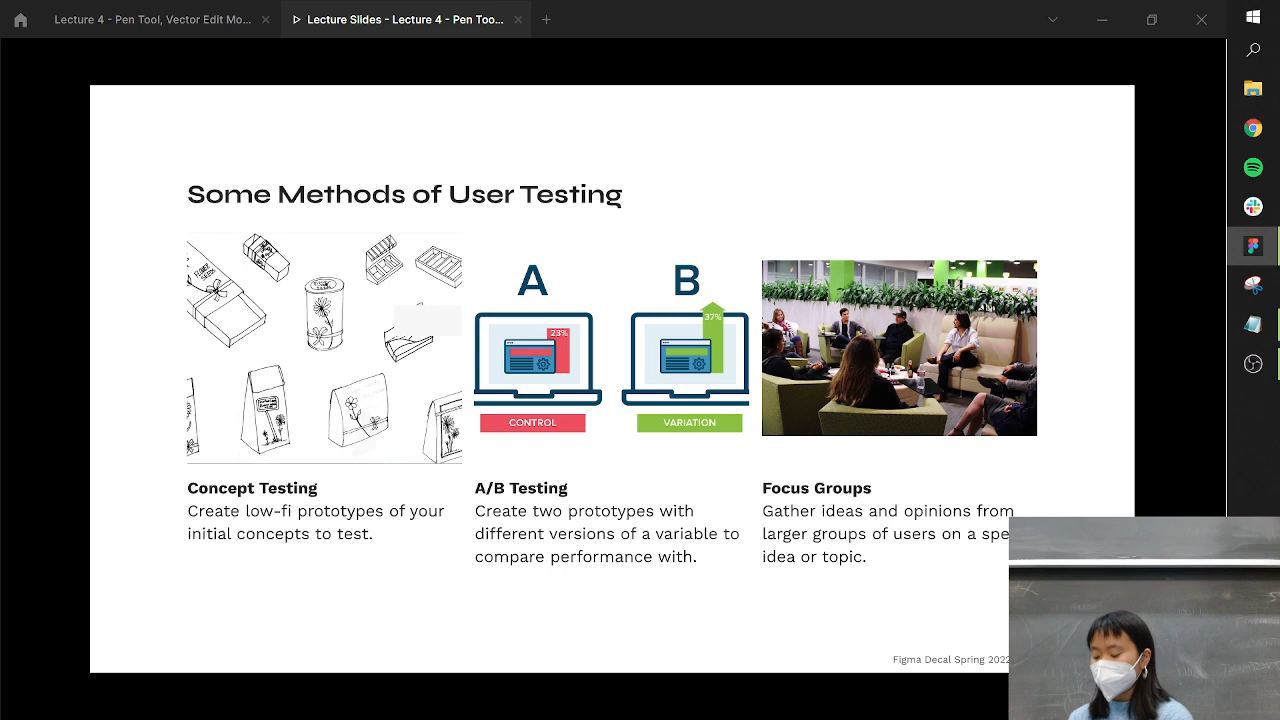 Lecture 4 - Pen Tool, Vector Edit Mo...
Lecture Slides - Lecture 4 - Pen Too...
Some Methods of User Testing
A
B
23%
37%
CONTROL
VARIATION
Concept Testing
Create low-fi prototypes of your
initial concepts to test.
A/B Testing
Create two prototypes with
different versions of a variable to
compare performance with.
Focus Groups
Gather ideas and opinions from
larger groups of users on a spe
idea or topic.
Figma Decal Spring 2022